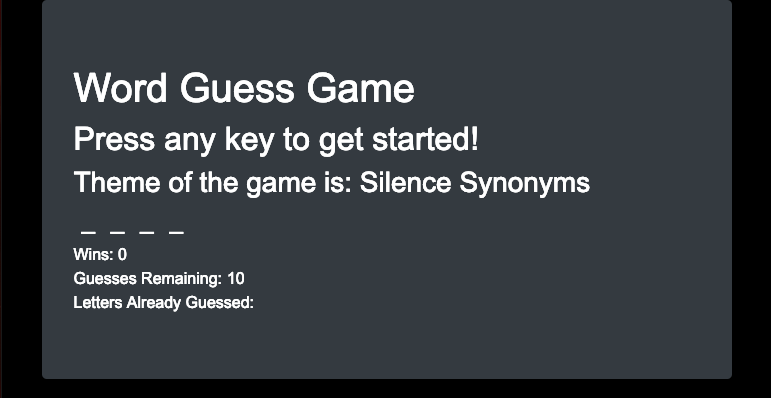 Word Guess Game
Press any key to get started!
Theme of the game is: Silence Synonyms
_ _ _ _
Wins: 0
Guesses Remaining: 10
Letters Already Guessed: